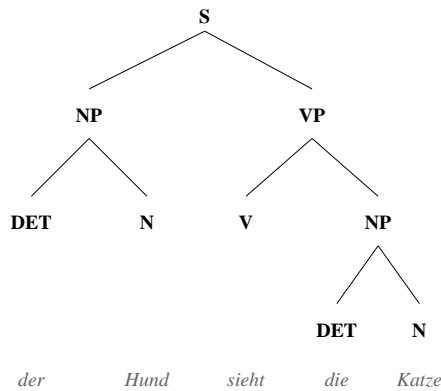 S
NP VP
DET N V NP
DET N
der Hund sieht die Katze